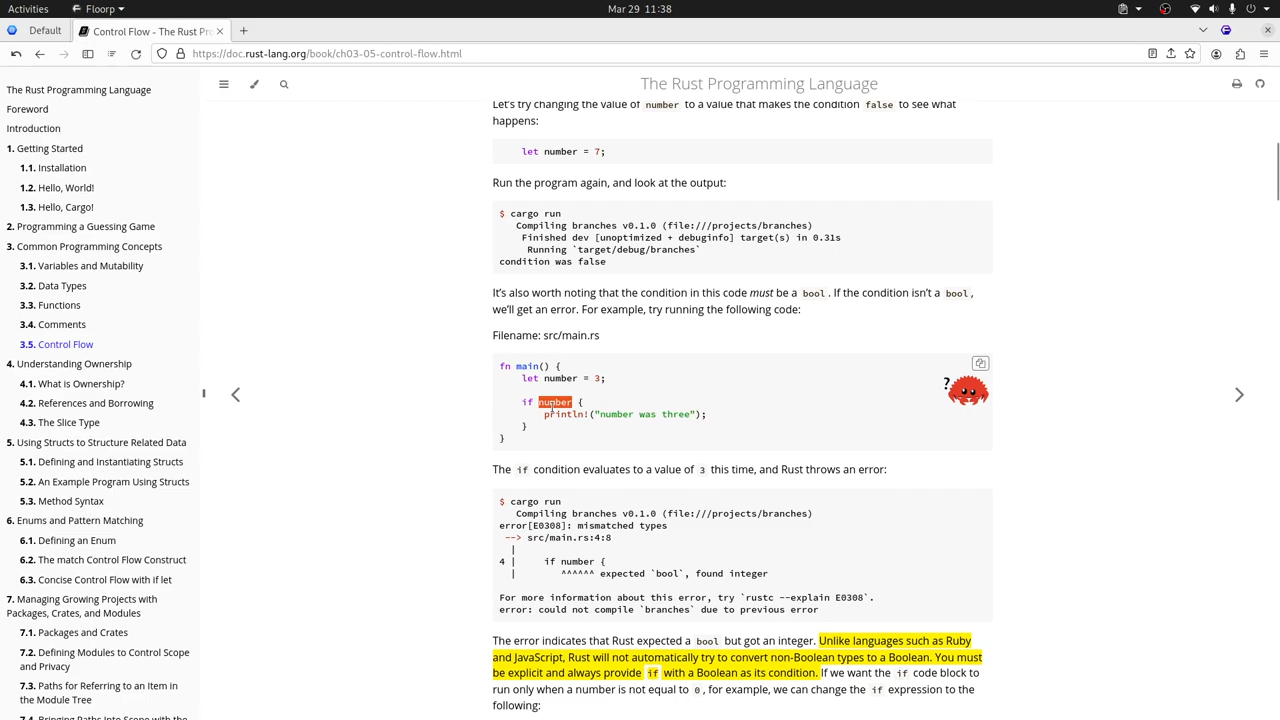 Activities
Floorp
Mar 29 11:38
Default
Control Flow - The Rust Pro
https://doc.rust-lang.org/book/ch03-05-control-flow.html
The Rust Programming Language
Foreword
Introduction
1. Getting Started
1.1. Installation
1.2. Hello, World!
1.3. Hello, Cargo!
2. Programming a Guessing Game
3. Common Programming Concepts
3.1. Variables and Mutability
3.2. Data Types
3.3. Functions
3.4. Comments
3.5. Control Flow
4. Understanding Ownership
4.1. What is Ownership?
4.2. References and Borrowing
4.3. The Slice Type
5. Using Structs to Structure Related Data
5.1. Defining and Instantiating Structs
5.2. An Example Program Using Structs
5.3. Method Syntax
6. Enums and Pattern Matching
6.1. Defining an Enum
6.2. The match Control Flow Construct
6.3. Concise Control Flow with if let
7. Managing Growing Projects with
Packages, Crates, and Modules
7.1. Packages and Crates
7.2. Defining Modules to Control Scope
and Privacy
7.3. Paths for Referring to an Item in
the Module Tree
7.4. Bringing Paths Into Scope with the
The Rust Programming Language
Let's try changing the value of number to a value that makes the condition false to see what
happens:
let number = 7;
Run the program again, and look at the output:
$ cargo run
Compiling branches v0.1.0 (file:///projects/branches)
Finished dev [unoptimized + debuginfo] target(s) in 0.31s
Running `target/debug/branches`
condition was false
It's also worth noting that the condition in this code must be a bool. If the condition isn't a bool,
we'll get an error. For example, try running the following code:
Filename: src/main.rs
fn main() {
let number = 3;
if number {
println!("number was three");
}
}
?
The if condition evaluates to a value of 3 this time, and Rust throws an error:
$ cargo run
Compiling branches v0.1.0 (file:///projects/branches)
error[E0308]: mismatched types
--> src/main.rs:4:8
|
4 | if number {
| ^^^^^^ expected `bool`, found integer
For more information about this error, try `rustc --explain E0308`.
error: could not compile `branches` due to previous error
The error indicates that Rust expected a bool but got an integer. Unlike languages such as Ruby
and JavaScript, Rust will not automatically try to convert non-Boolean types to a Boolean. You must
be explicit and always provide if with a Boolean as its condition. If we want the if code block to
run only when a number is not equal to 0, for example, we can change the if expression to the
following: